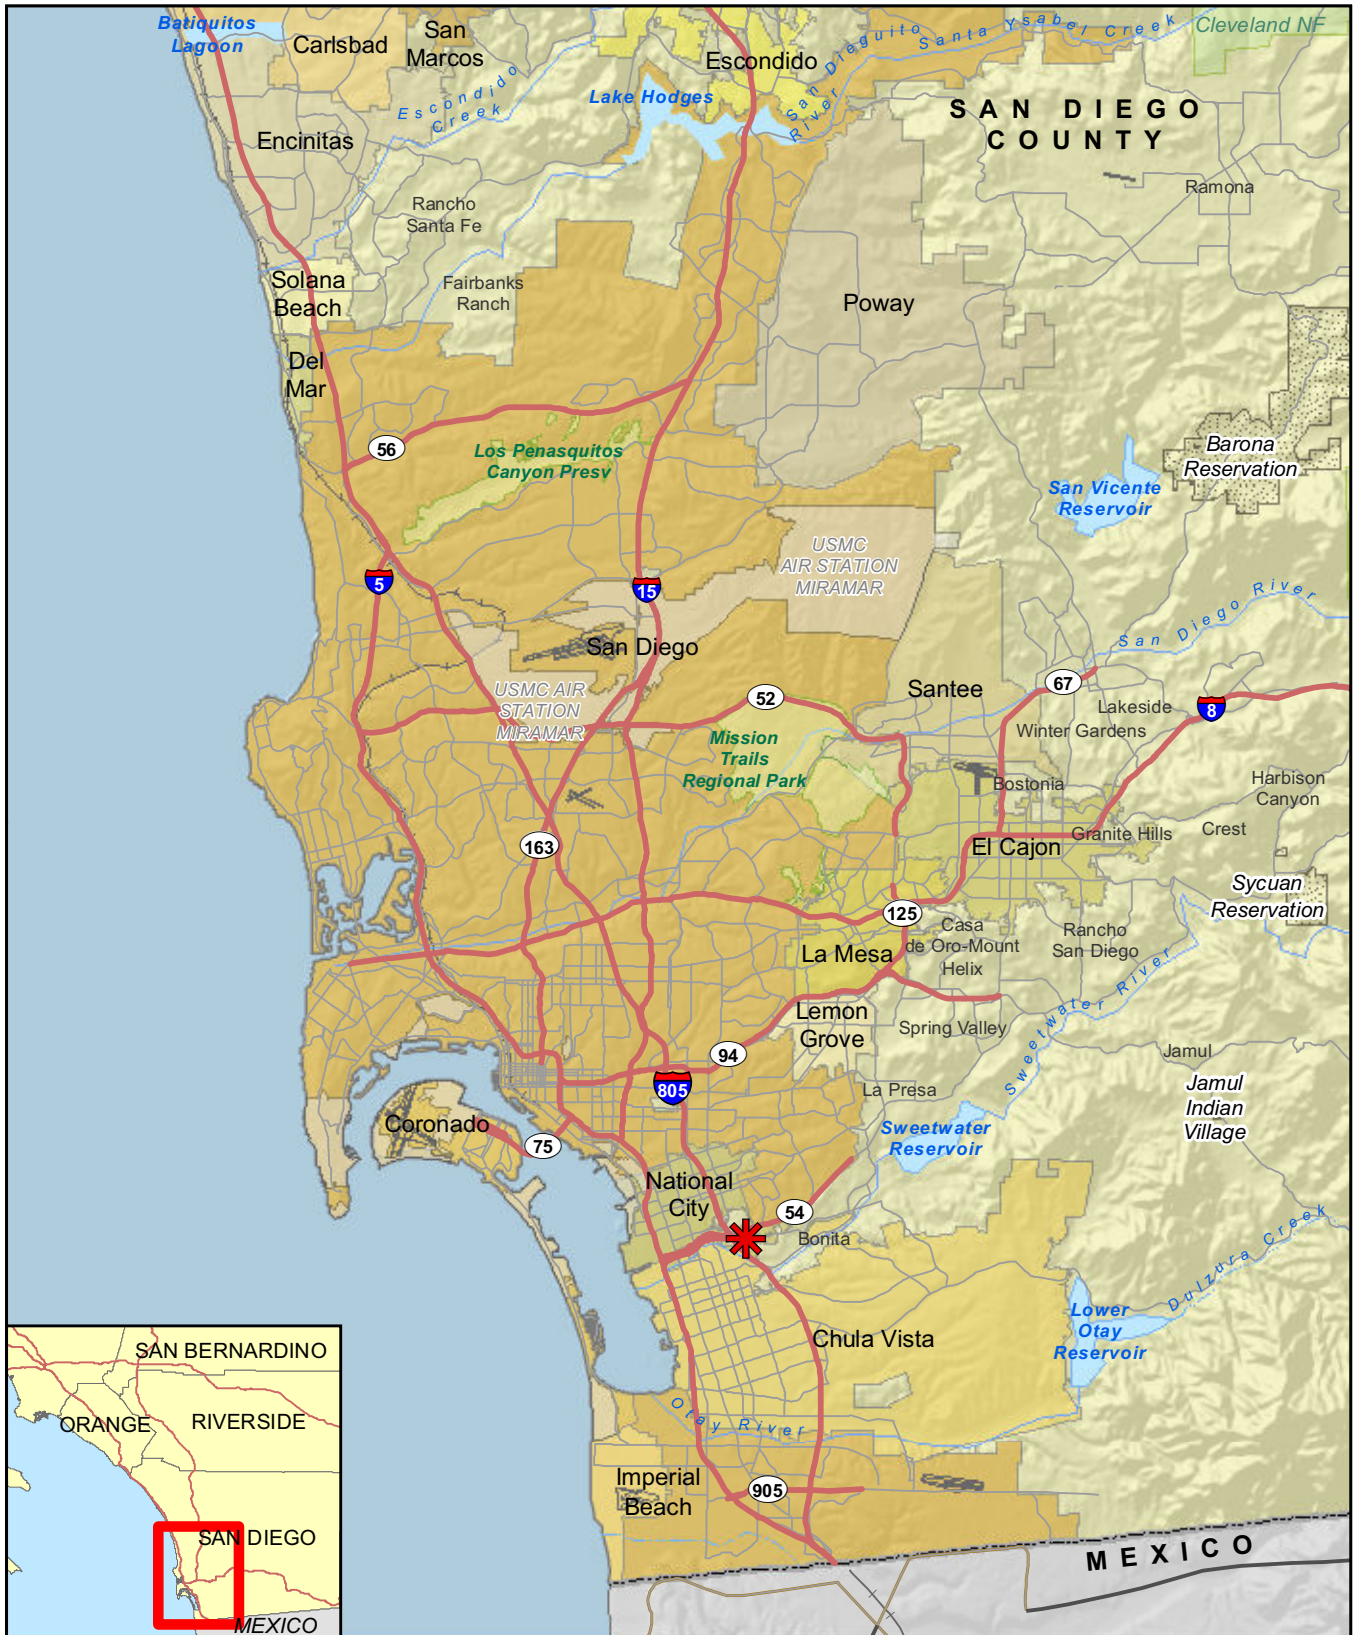 Batiquitos
Lagoon
Carlsbad
San
Marcos
Escondido
San Dieguito
River
Santa Ysabel Creek
Cleveland NF
Escondido
Creek
Lake Hodges
SAN DIEGO
COUNTY
Encinitas
Ramona
Rancho
Santa Fe
Solana
Beach
Fairbanks
Ranch
Poway
Del
Mar
56
Los Penasquitos
Canyon Presv
Barona
Reservation
San Vicente
Reservoir
USMC
AIR STATION
MIRAMAR
5
15
San Diego River
San Diego
USMC AIR
STATION
MIRAMAR
52
Santee
67
Lakeside
8
Winter Gardens
Mission
Trails
Regional Park
Bostonia
Harbison
Canyon
163
El Cajon
Granite Hills
Crest
Sycuan
Reservation
125
Casa
de Oro-Mount
Helix
Rancho
San Diego
La Mesa
Sweetwater River
Lemon
Grove
Spring Valley
94
Jamul
805
La Presa
Jamul
Indian
Village
Coronado
75
Sweetwater
Reservoir
National
City
54
Bonita
Dulzura Creek
Lower
Otay
Reservoir
Chula Vista
Otay River
Imperial
Beach
905
MEXICO
SAN BERNARDINO
ORANGE
RIVERSIDE
SAN DIEGO
MEXICO